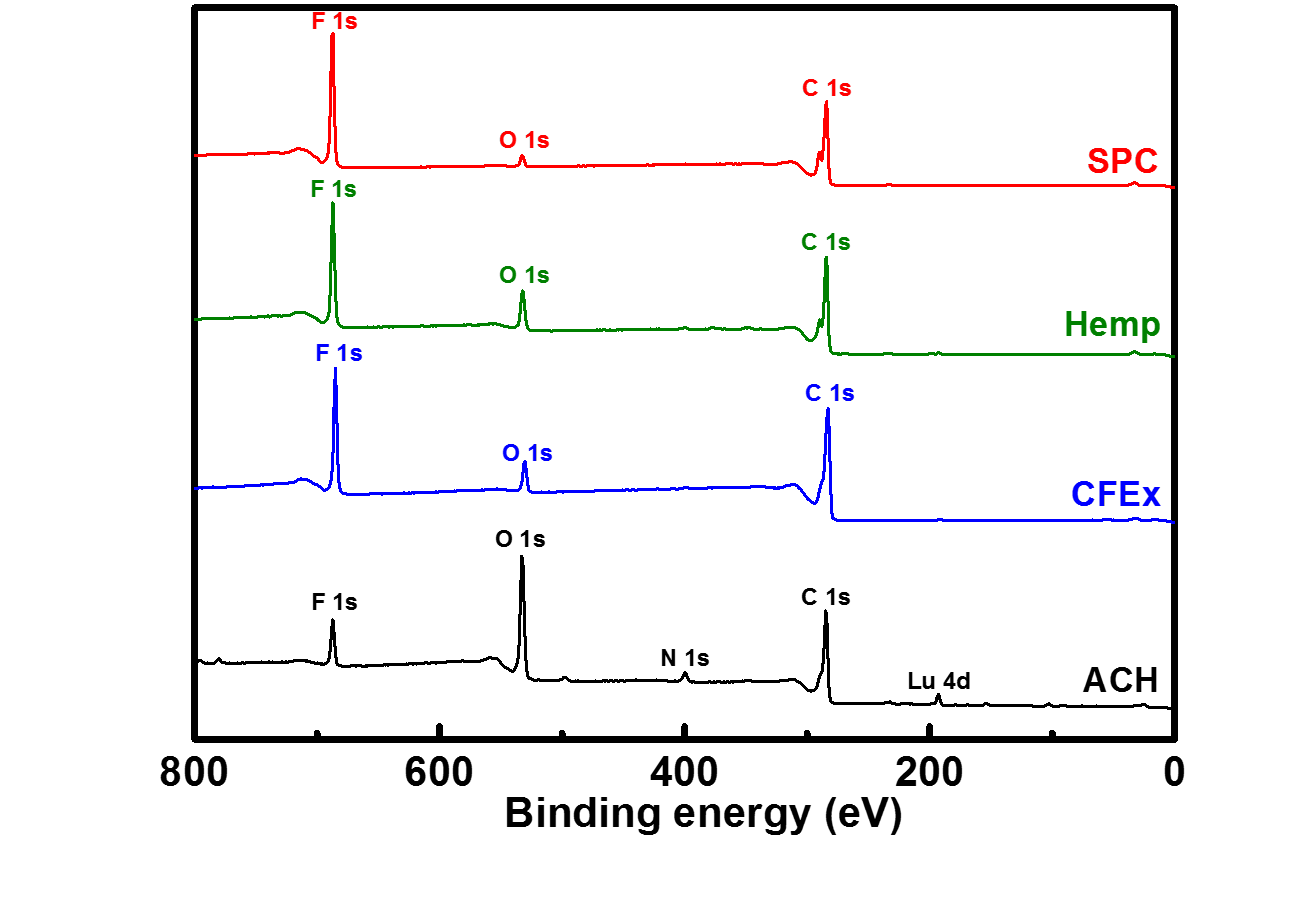 F 1s
O 1s
C 1s
SPC
F 1s
O 1s
C 1s
Hemp
F 1s
O 1s
C 1s
CFEx
F 1s
O 1s
N 1s
C 1s
Lu 4d
ACH
800 600 400 200 0
Binding energy (eV)